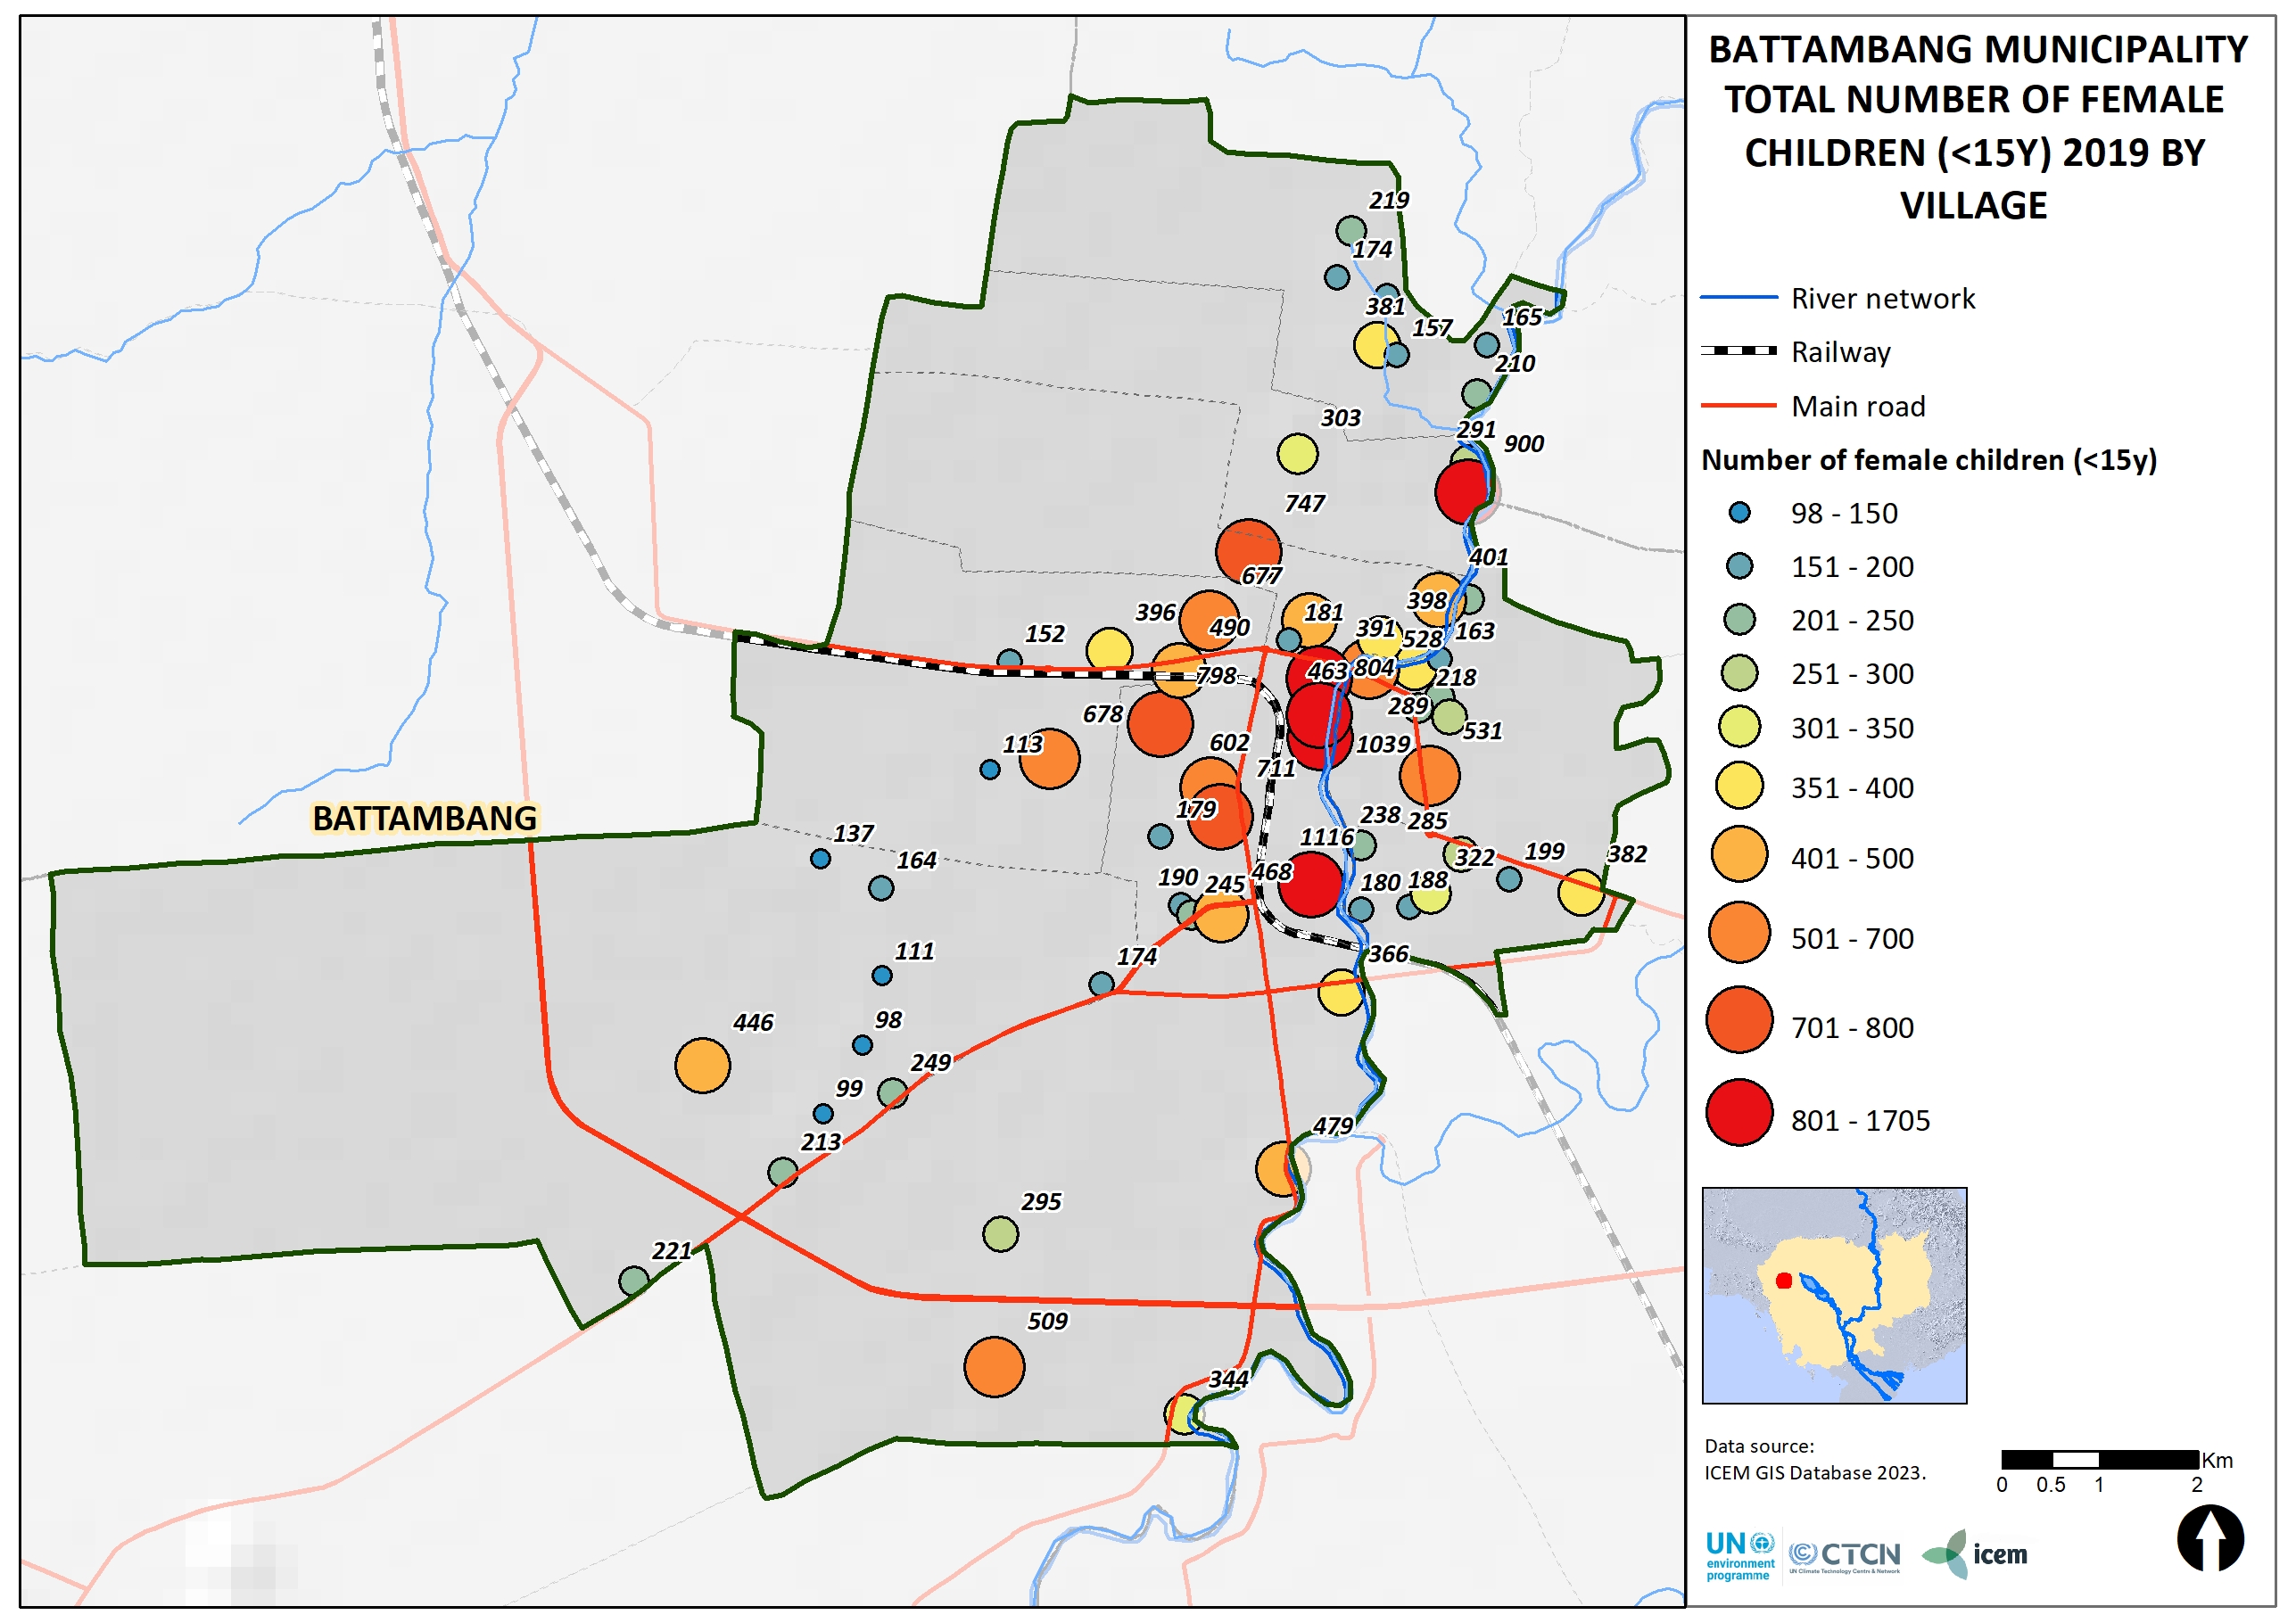 BATTAMBANG MUNICIPALITY
TOTAL NUMBER OF FEMALE
CHILDREN (<15Y) 2019 BY
VILLAGE
River network
Railway
Main road
Number of female children (<15y)
98 - 150
151 - 200
201 - 250
251 - 300
301 - 350
351 - 400
401 - 500
501 - 700
701 - 800
801 - 1705
Data source:
ICEM GIS Database 2023.
Km
0 0.5 1 2
UN
environment
programme
CTCN
UN Climate Technology Centre & Network
icem
219
174
381
157
165
210
303
291
900
747
401
677
396
181
398
490
391
528
163
152
798
463
804
218
678
289
531
113
602
1039
711
179
238
285
137
1116
322
199
382
164
468
190
245
180
188
BATTAMBANG
111
174
366
446
98
249
99
213
479
295
221
509
344